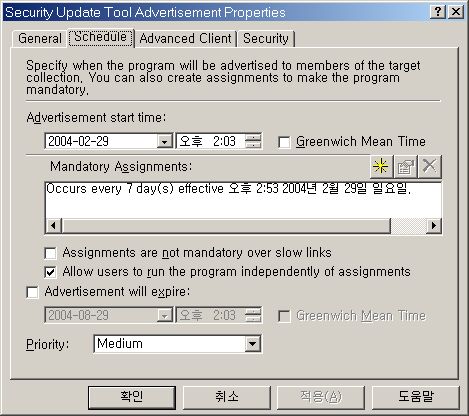 Security Update Tool Advertisement Properties
General Schedule Advanced Client Security
Specify when the program will be advertised to members of the target
collection. You can also create assignments to make the program
mandatory.
Advertisement start time:
2004-02-29 오후 2:03 Greenwich Mean Time
Mandatory Assignments:
Occurs every 7 day(s) effective 오후 2:53 2004년 2월 29일 일요일.
Assignments are not mandatory over slow links
Allow users to run the program independently of assignments
Advertisement will expire:
2004-08-29 오후 2:03 Greenwich Mean Time
Priority: Medium
확인 취소 적용(A) 도움말